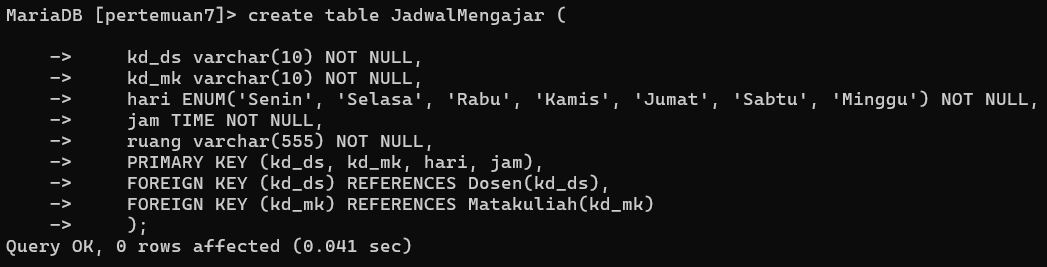 MariaDB [pertemuan7]> create table JadwalMengajar (
-> kd_ds varchar(10) NOT NULL,
-> kd_mk varchar(10) NOT NULL,
-> hari ENUM('Senin', 'Selasa', 'Rabu', 'Kamis', 'Jumat', 'Sabtu', 'Minggu') NOT NULL,
-> jam TIME NOT NULL,
-> ruang varchar(555) NOT NULL,
-> PRIMARY KEY (kd_ds, kd_mk, hari, jam),
-> FOREIGN KEY (kd_ds) REFERENCES Dosen(kd_ds),
-> FOREIGN KEY (kd_mk) REFERENCES Matakuliah(kd_mk)
-> );
Query OK, 0 rows affected (0.041 sec)